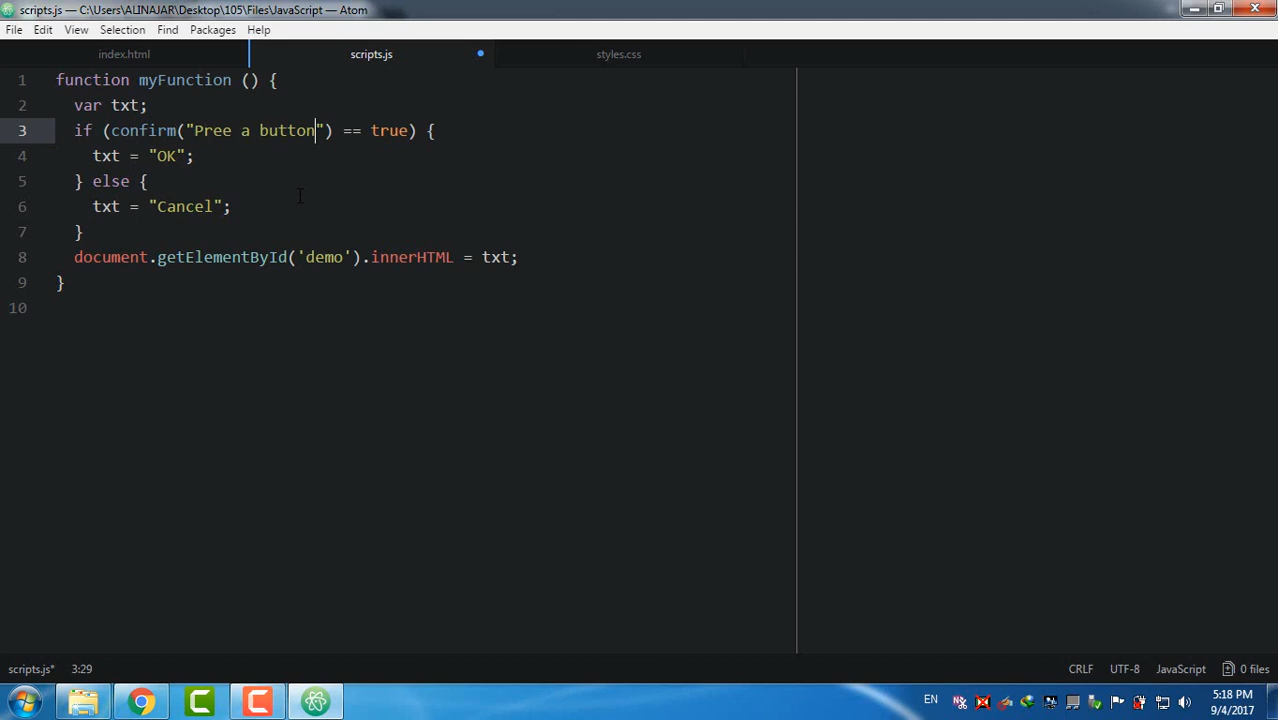 scripts.js — C:\Users\ALINAJAR\Desktop\105\Files\JavaScript — Atom
File Edit View Selection Find Packages Help
index.html scripts.js styles.css
1 function myFunction () {
2 var txt;
3 if (confirm("Pree a button") == true) {
4 txt = "OK";
5 } else {
6 txt = "Cancel";
7 }
8 document.getElementById('demo').innerHTML = txt;
9 }
10
scripts.js* 3:29 CRLF UTF-8 JavaScript 0 files
EN 5:18 PM
9/4/2017